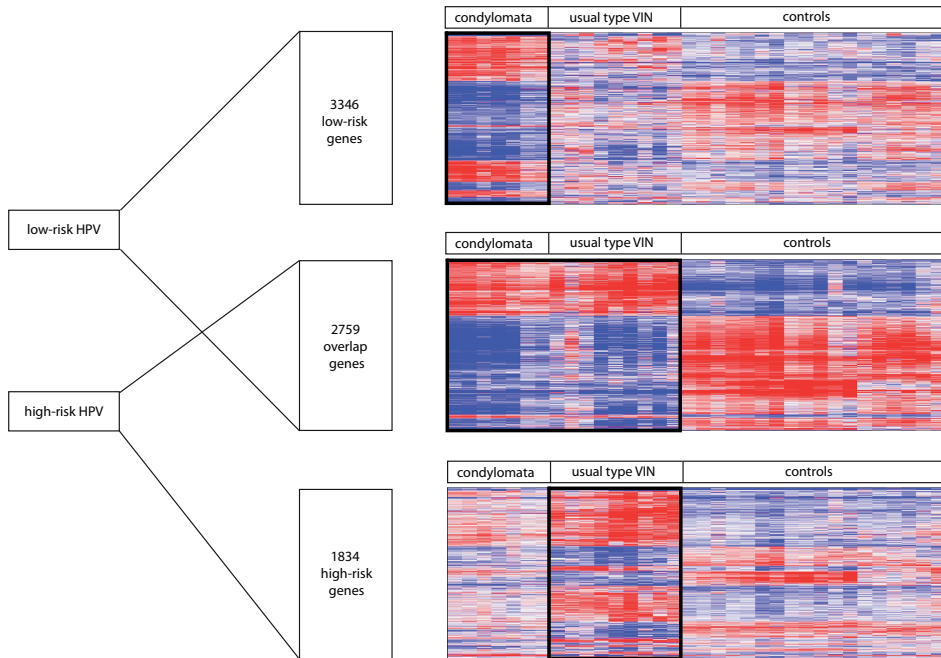 condylomata usual type VIN controls
3346
low-risk
genes
low-risk HPV
condylomata usual type VIN controls
2759
overlap
genes
high-risk HPV
condylomata usual type VIN controls
1834
high-risk
genes